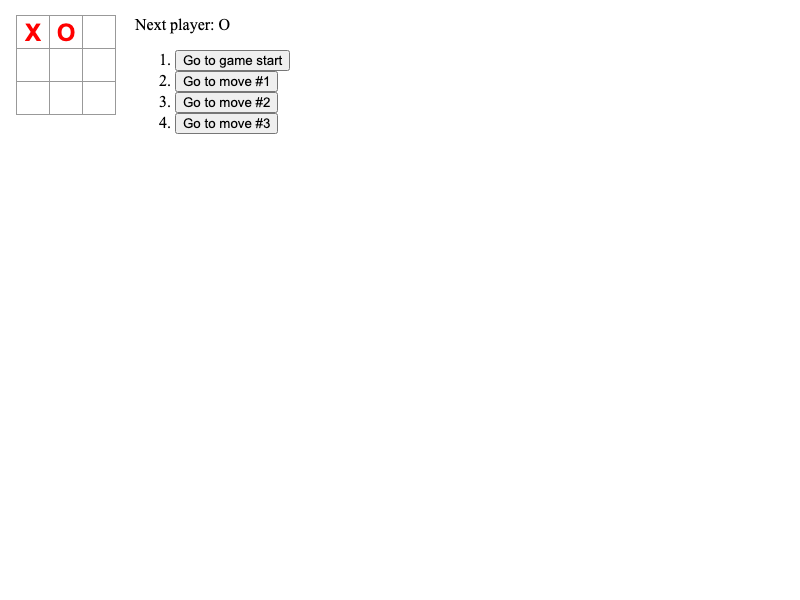 X O
Next player: O
1. Go to game start
2. Go to move #1
3. Go to move #2
4. Go to move #3